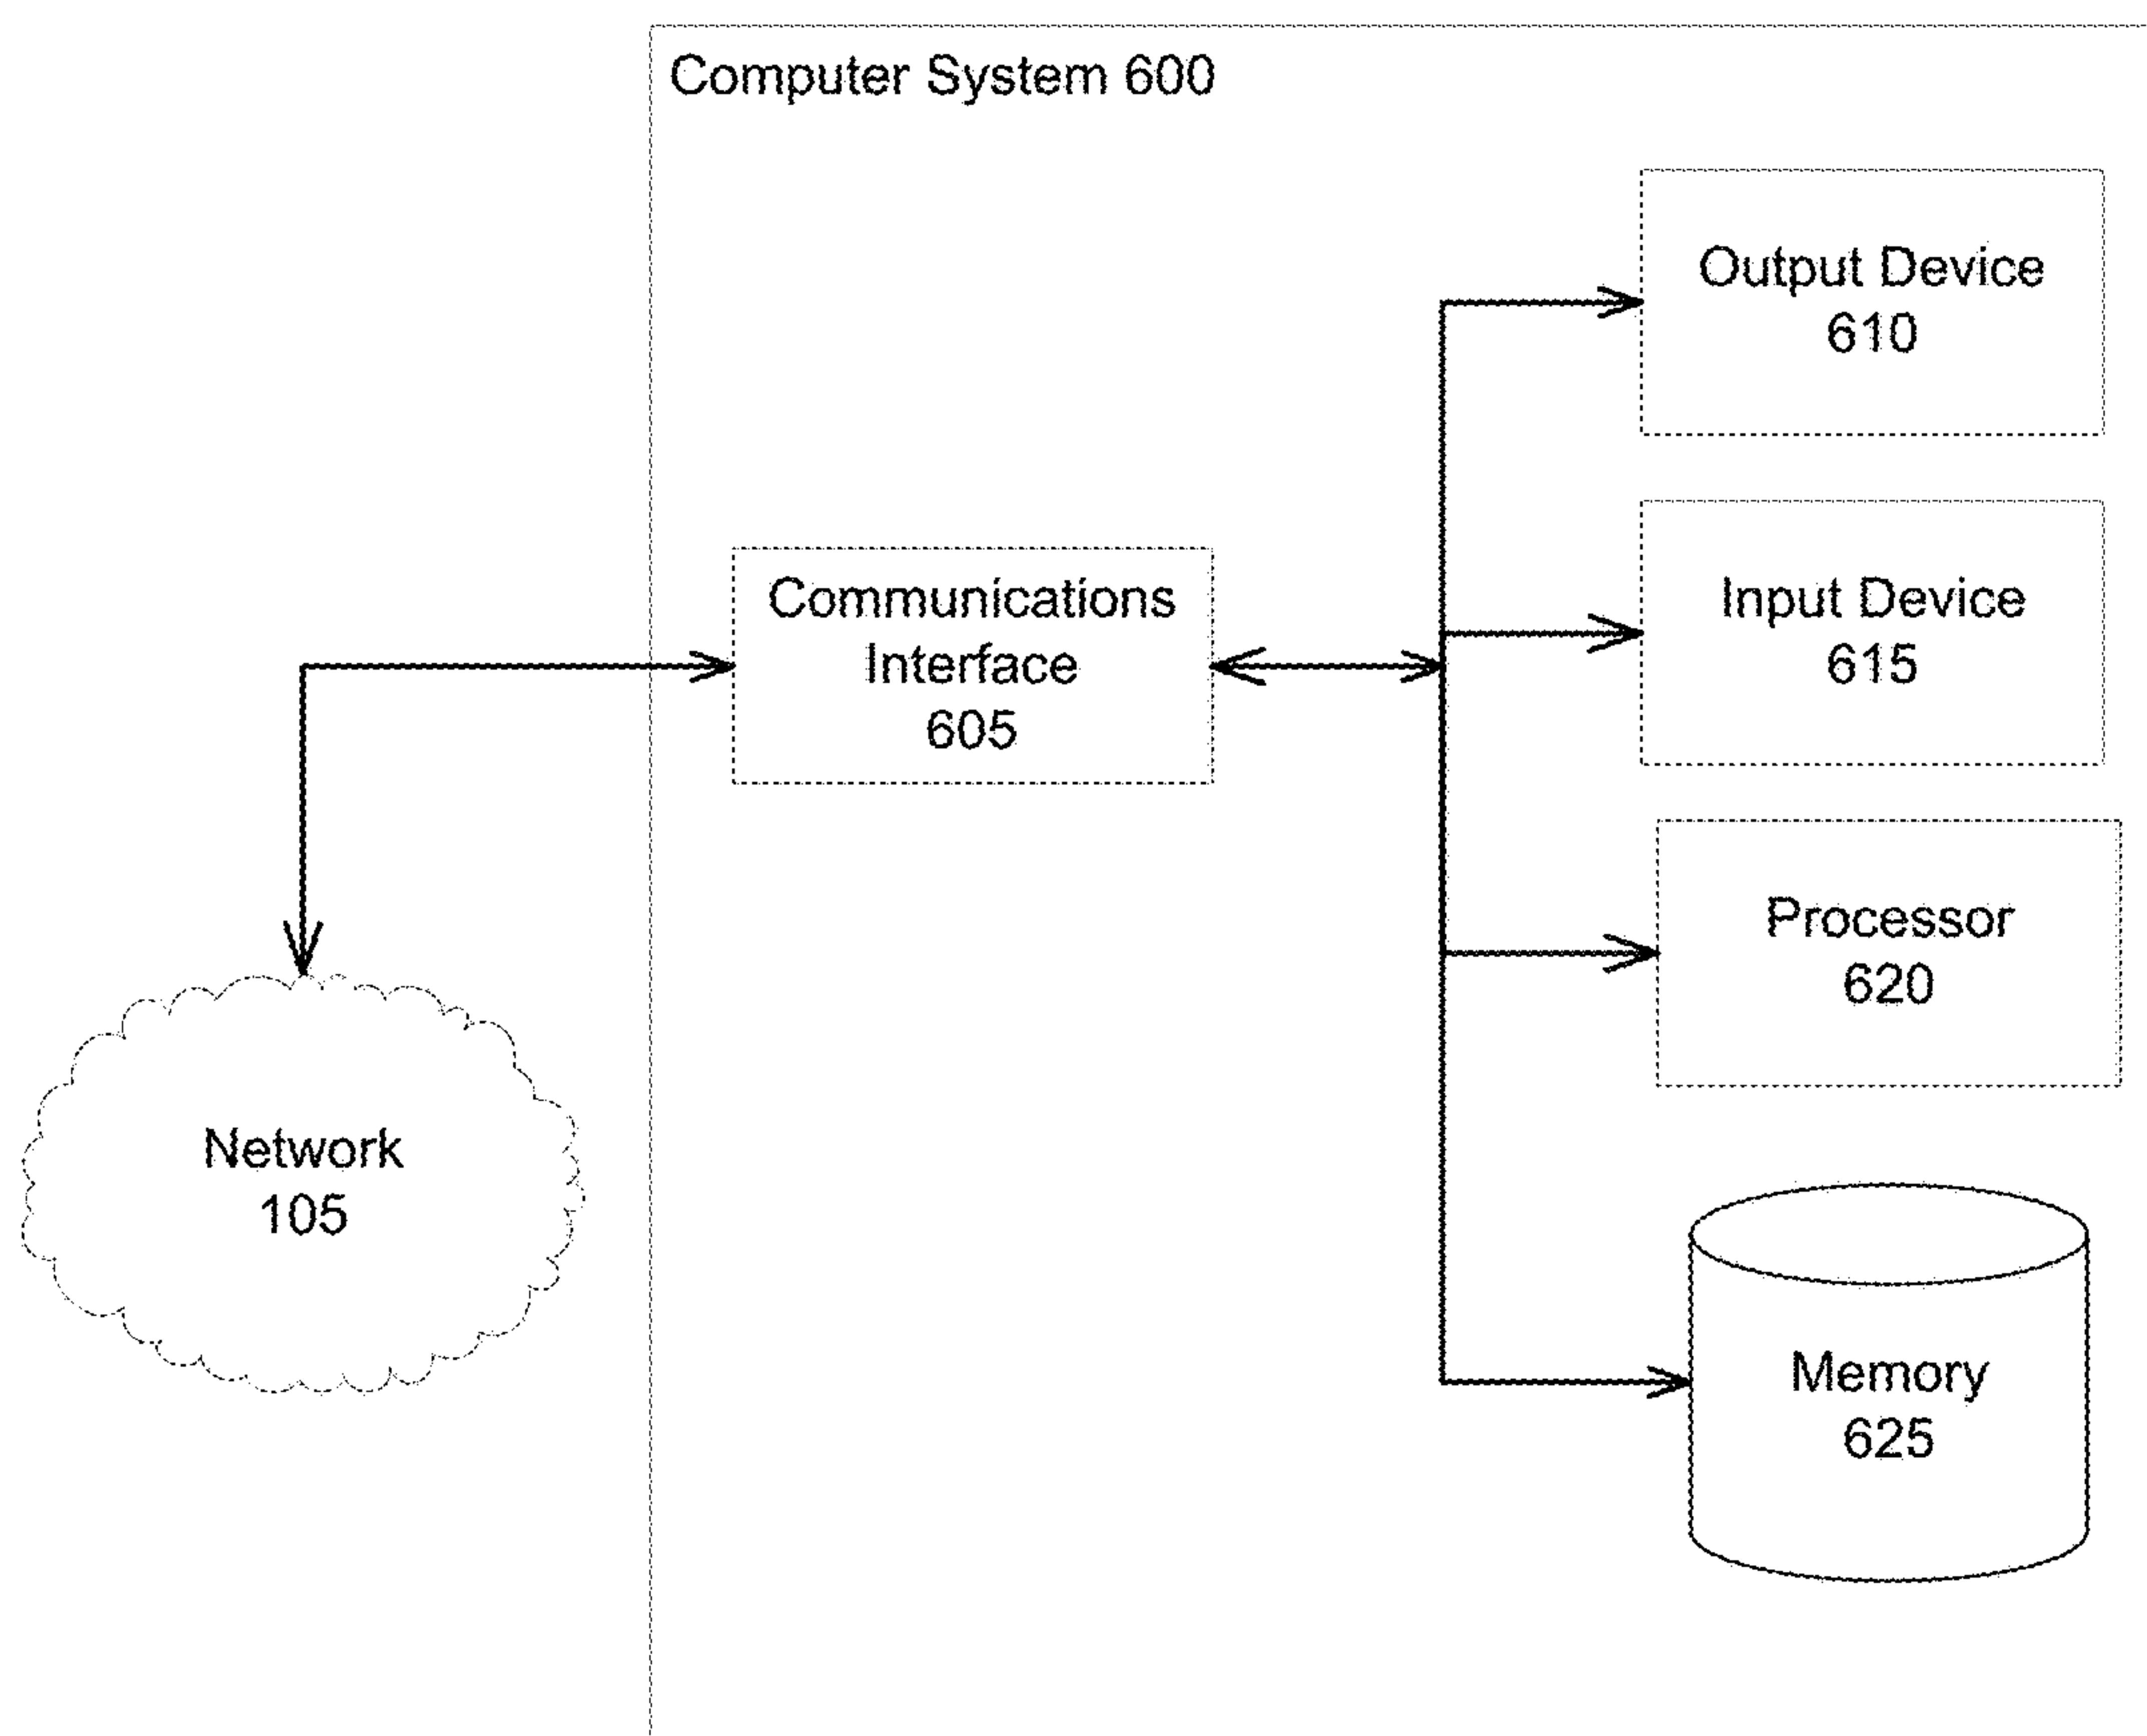 Computer System 600
Output Device
610
Communications
Interface
605
Input Device
615
Processor
620
Network
105
Memory
625